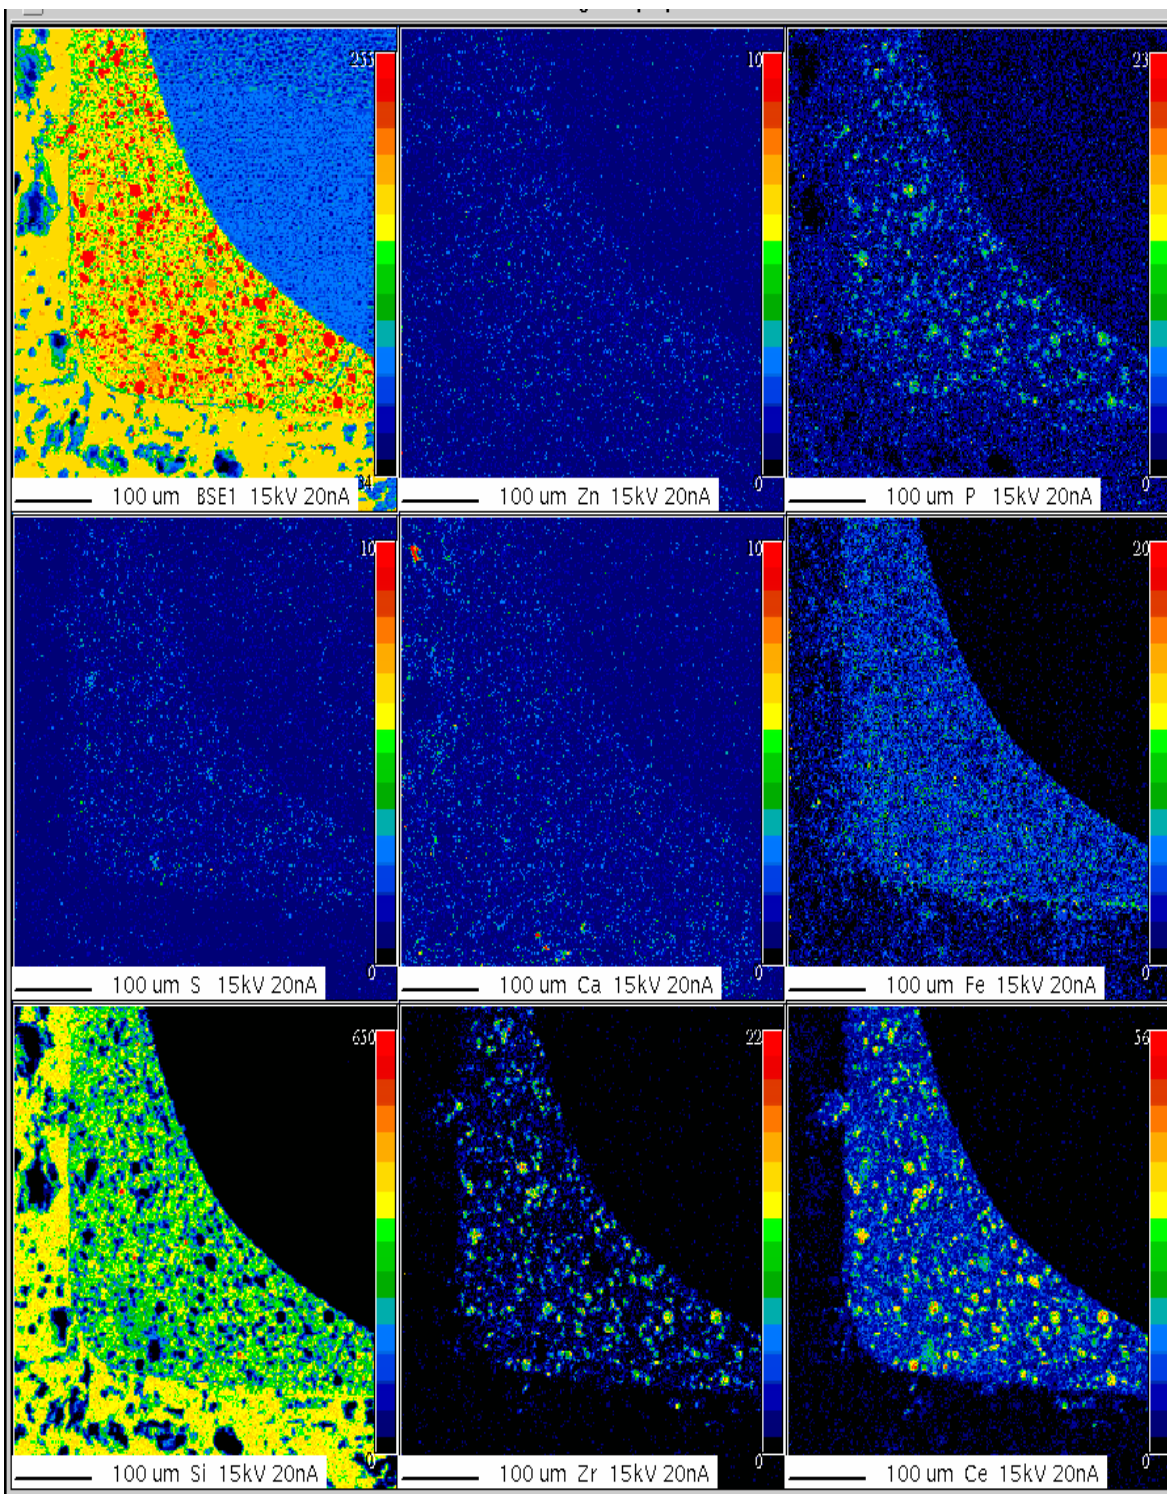 255
10
23
84
0
0
100 um BSE1 15kV 20nA
100 um Zn 15kV 20nA
100 um P 15kV 20nA
10
10
20
0
0
0
100 um S 15kV 20nA
100 um Ca 15kV 20nA
100 um Fe 15kV 20nA
650
22
56
0
0
0
100 um Si 15kV 20nA
100 um Zr 15kV 20nA
100 um Ce 15kV 20nA